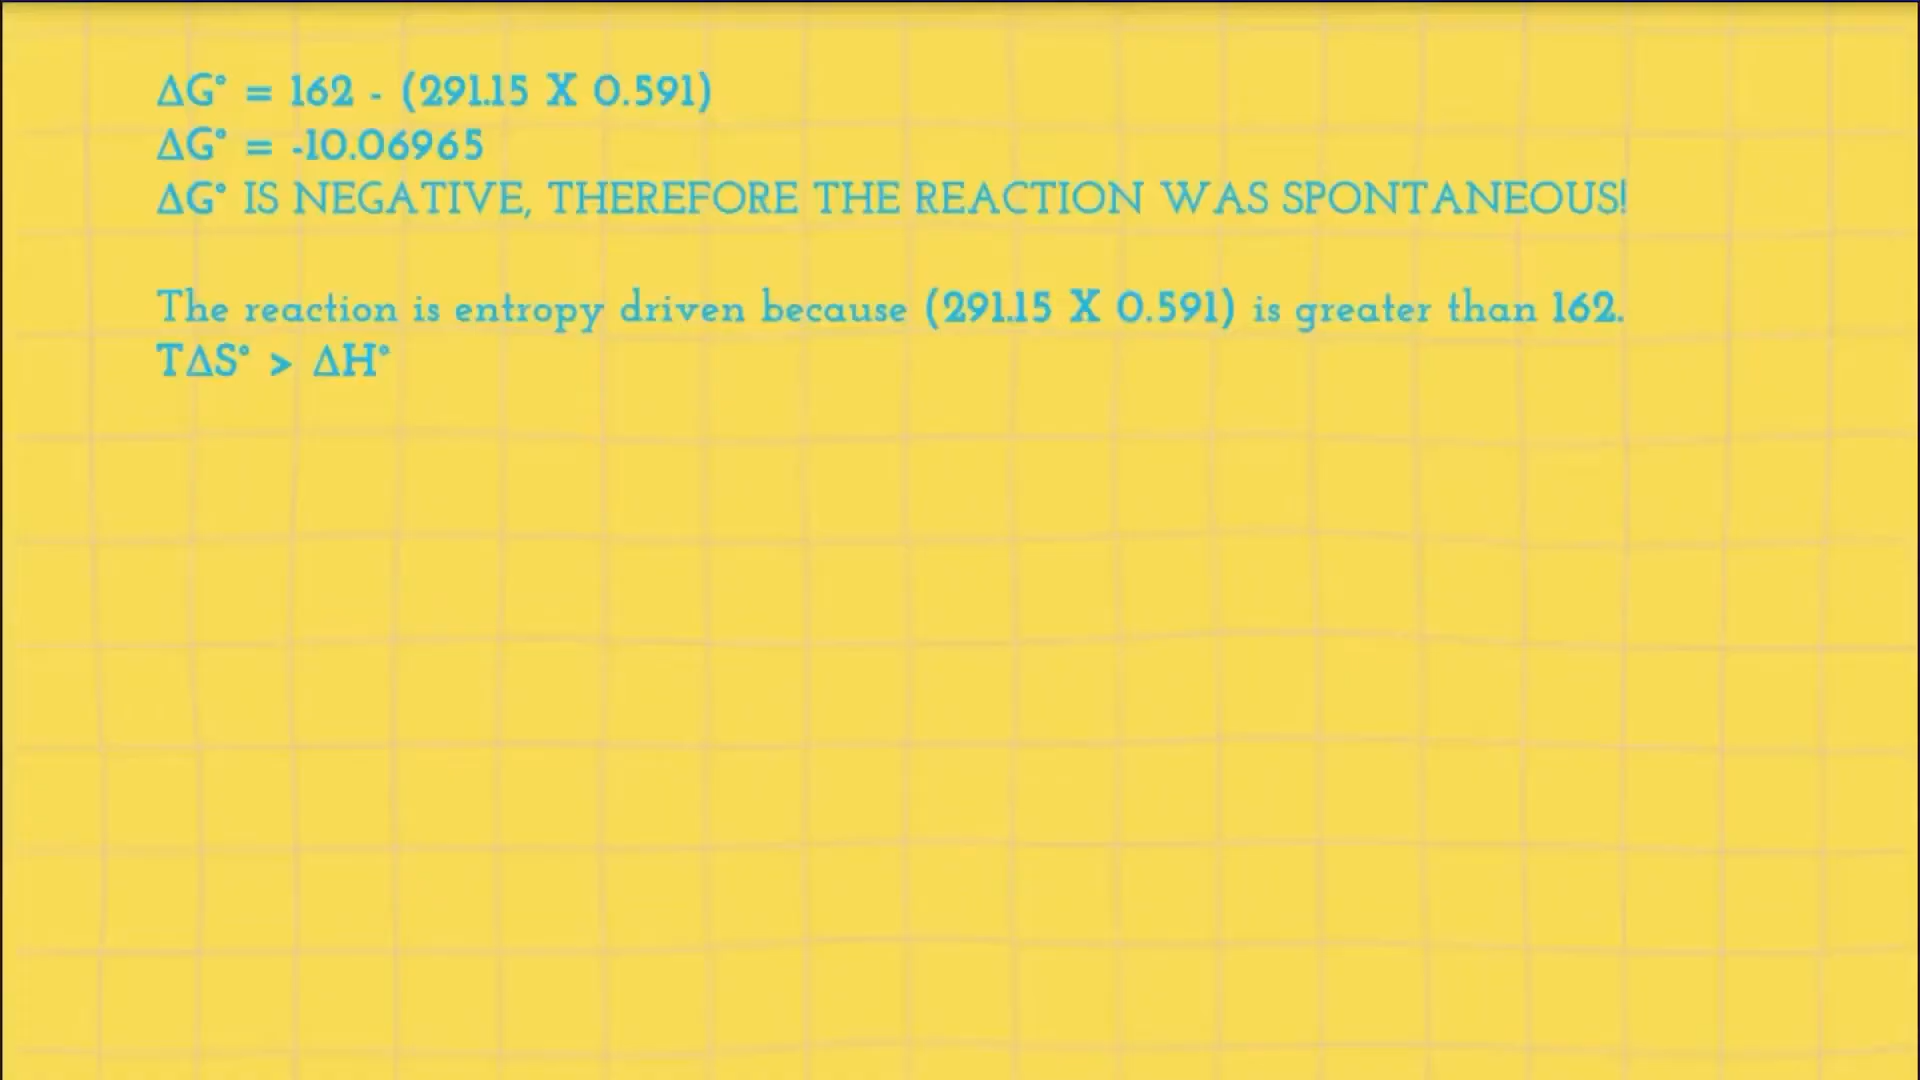 ΔG° = 162 - (291.15 X 0.591)
ΔG° = -10.06965
ΔG° IS NEGATIVE, THEREFORE THE REACTION WAS SPONTANEOUS!
The reaction is entropy driven because (291.15 X 0.591) is greater than 162.
TΔS° > ΔH°